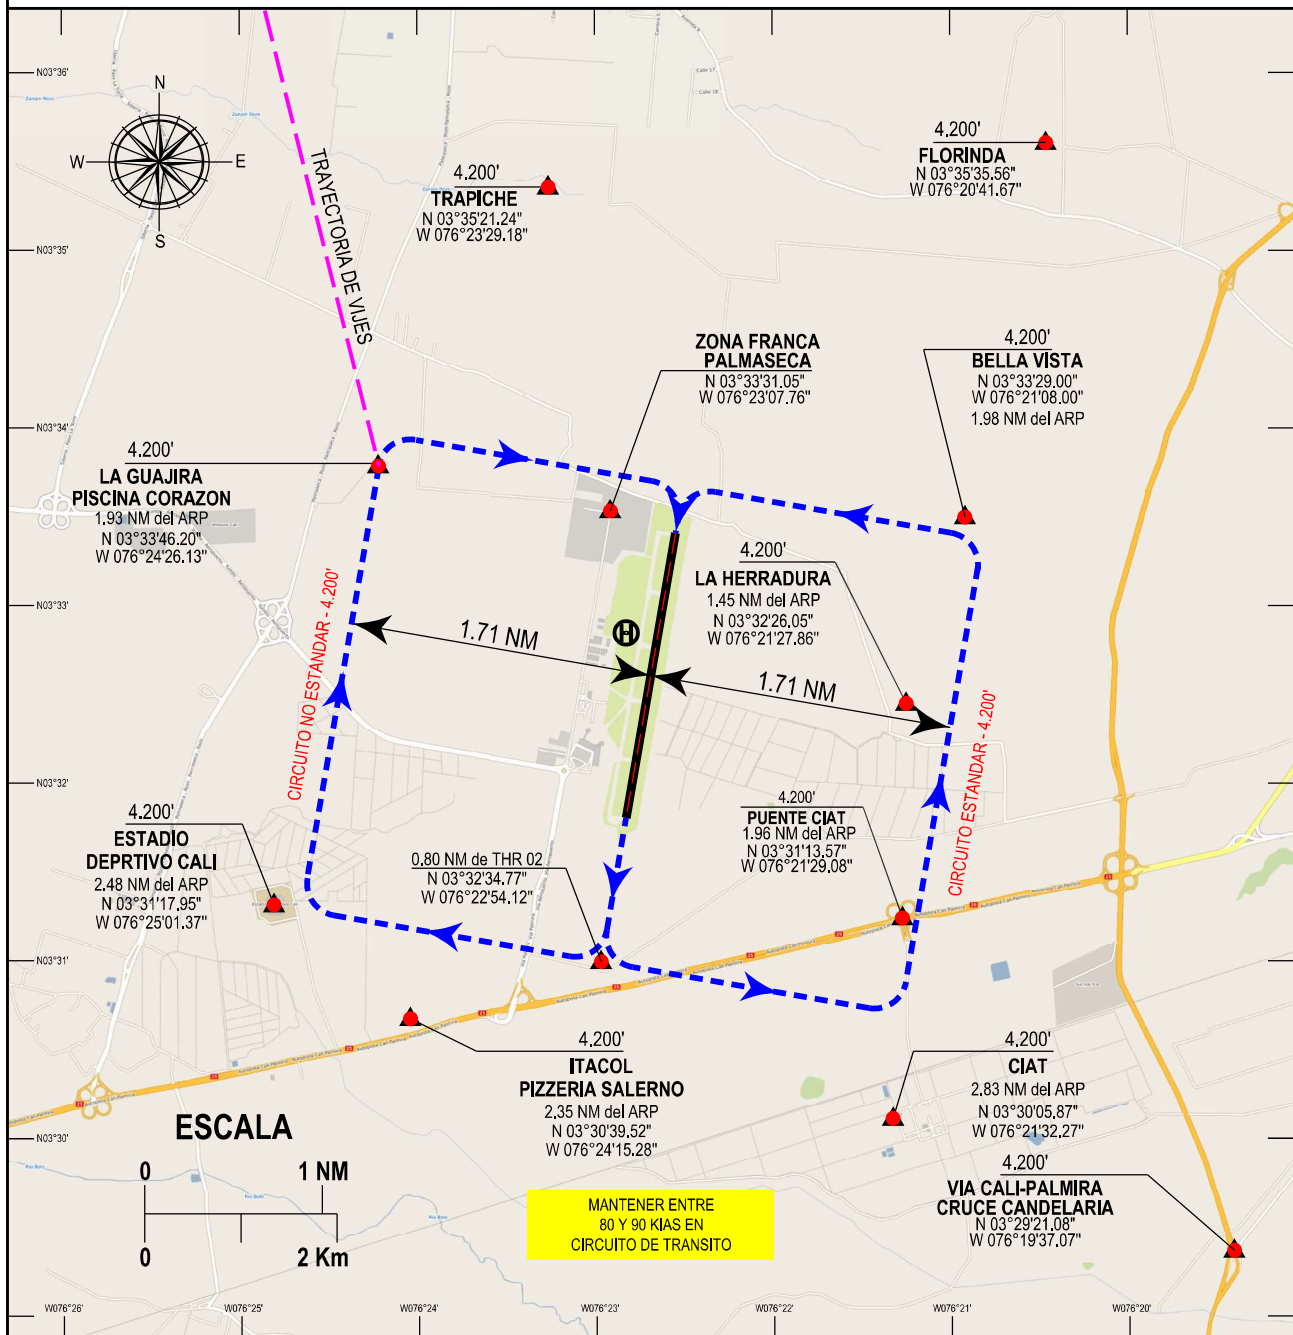 N03°36'
N
W
E
S
TRAYECTORIA DE VIJES
4.200'
TRAPICHE
N 03°35'21.24"
W 076°23'29.18"
4.200'
FLORINDA
N 03°35'35.56"
W 076°20'41.67"
Calle 17
Calle 18
Zanjon Rozo
N03°35'
ZONA FRANCA
PALMASECA
N 03°33'31.05"
W 076°23'07.76"
4.200'
BELLA VISTA
N 03°33'29.00"
W 076°21'08.00"
1.98 NM del ARP
N03°34'
4.200'
LA GUAJIRA
PISCINA CORAZON
1.93 NM del ARP
N 03°33'46.20"
W 076°24'26.13"
4.200'
LA HERRADURA
1.45 NM del ARP
N 03°32'26.05"
W 076°21'27.86"
N03°33'
H
1.71 NM
1.71 NM
CIRCUITO NO ESTANDAR - 4.200'
CIRCUITO ESTANDAR - 4.200'
N03°32'
4.200'
ESTADIO
DEPRTIVO CALI
2.48 NM del ARP
N 03°31'17.95"
W 076°25'01.37"
0.80 NM de THR 02
N 03°32'34.77"
W 076°22'54.12"
4.200'
PUENTE CIAT
1.96 NM del ARP
N 03°31'13.57"
W 076°21'29.08"
N03°31'
Autopista Cali-Palmira
25
4.200'
ITACOL
PIZZERIA SALERNO
2.35 NM del ARP
N 03°30'39.52"
W 076°24'15.28"
4.200'
CIAT
2.83 NM del ARP
N 03°30'05.87"
W 076°21'32.27"
N03°30'
ESCALA
0
1 NM
0
2 Km
Rio Bolo
MANTENER ENTRE
80 Y 90 KIAS EN
CIRCUITO DE TRANSITO
4.200'
VIA CALI-PALMIRA
CRUCE CANDELARIA
N 03°29'21.08"
W 076°19'37.07"
W076°26'
W076°25'
W076°24'
W076°23'
W076°22'
W076°21'
W076°20'